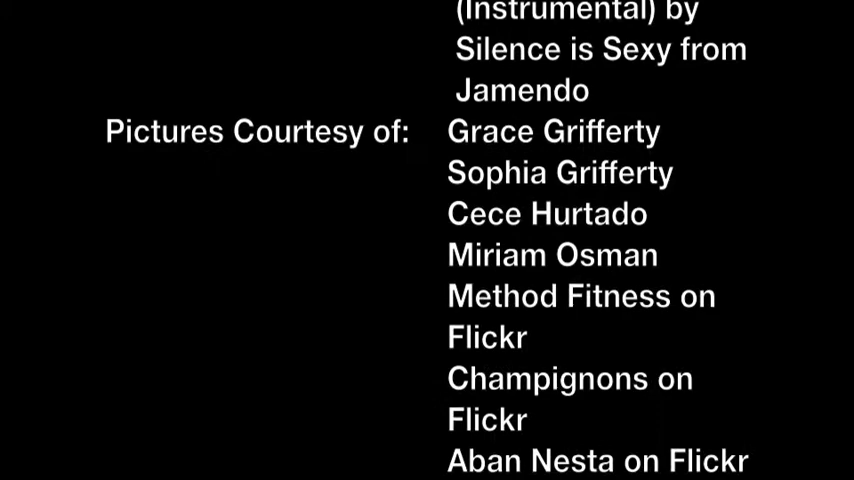 (Instrumental) by
Silence is Sexy from
Jamendo
Pictures Courtesy of: Grace Grifferty
Sophia Grifferty
Cece Hurtado
Miriam Osman
Method Fitness on
Flickr
Champignons on
Flickr
Aban Nesta on Flickr